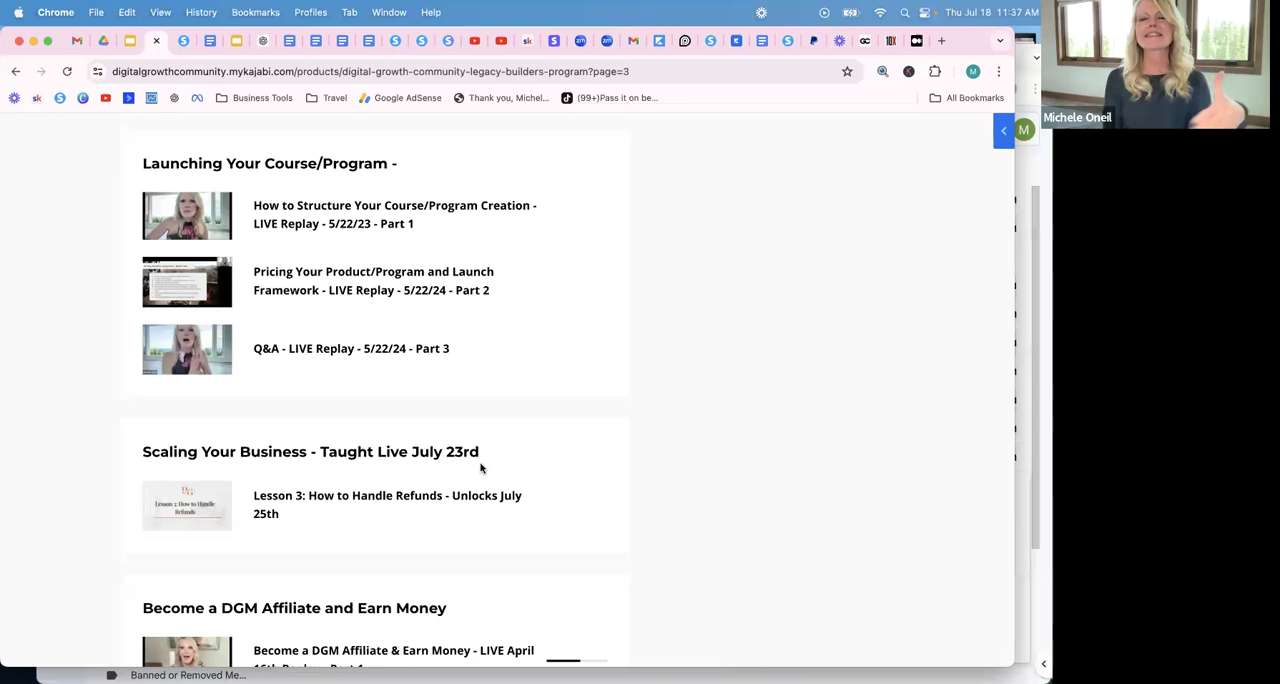 Chrome File Edit View History Bookmarks Profiles Tab Window Help Thu Jul 18 11:37 AM
digitalgrowthcommunity.mykajabi.com/products/digital-growth-community-legacy-builders-program?page=3
Business Tools Travel Google AdSense Thank you, Michel... (99+)Pass it on be... All Bookmarks
Michele Oneil
M
Launching Your Course/Program -
How to Structure Your Course/Program Creation -
LIVE Replay - 5/22/23 - Part 1
Pricing Your Product/Program and Launch
Framework - LIVE Replay - 5/22/24 - Part 2
Q&A - LIVE Replay - 5/22/24 - Part 3
Scaling Your Business - Taught Live July 23rd
Lesson 3: How to Handle
Refunds
Lesson 3: How to Handle Refunds - Unlocks July
25th
Become a DGM Affiliate and Earn Money
Become a DGM Affiliate & Earn Money - LIVE April
Banned or Removed Me...